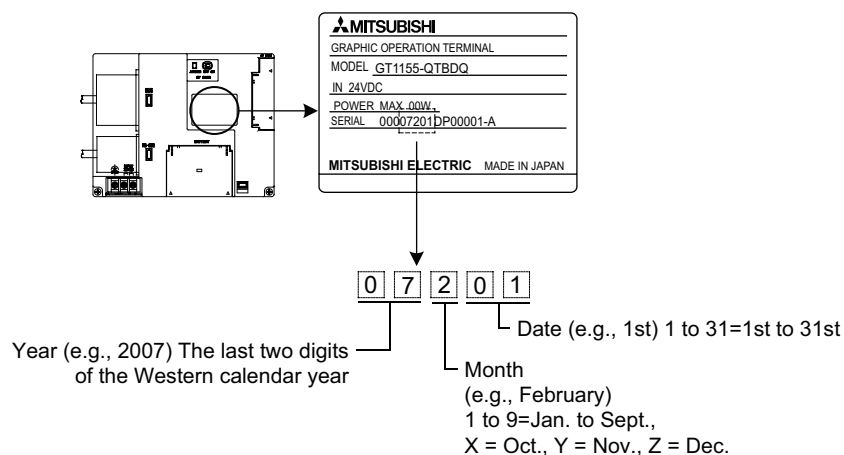 MITSUBISHI
GRAPHIC OPERATION TERMINAL
MODEL GT1155-QTBDQ
IN 24VDC
POWER MAX 00W
SERIAL 00007201DP00001-A
MITSUBISHI ELECTRIC MADE IN JAPAN
0 7 2 0 1
Date (e.g., 1st) 1 to 31=1st to 31st
Year (e.g., 2007) The last two digits
of the Western calendar year
Month
(e.g., February)
1 to 9=Jan. to Sept.,
X = Oct., Y = Nov., Z = Dec.